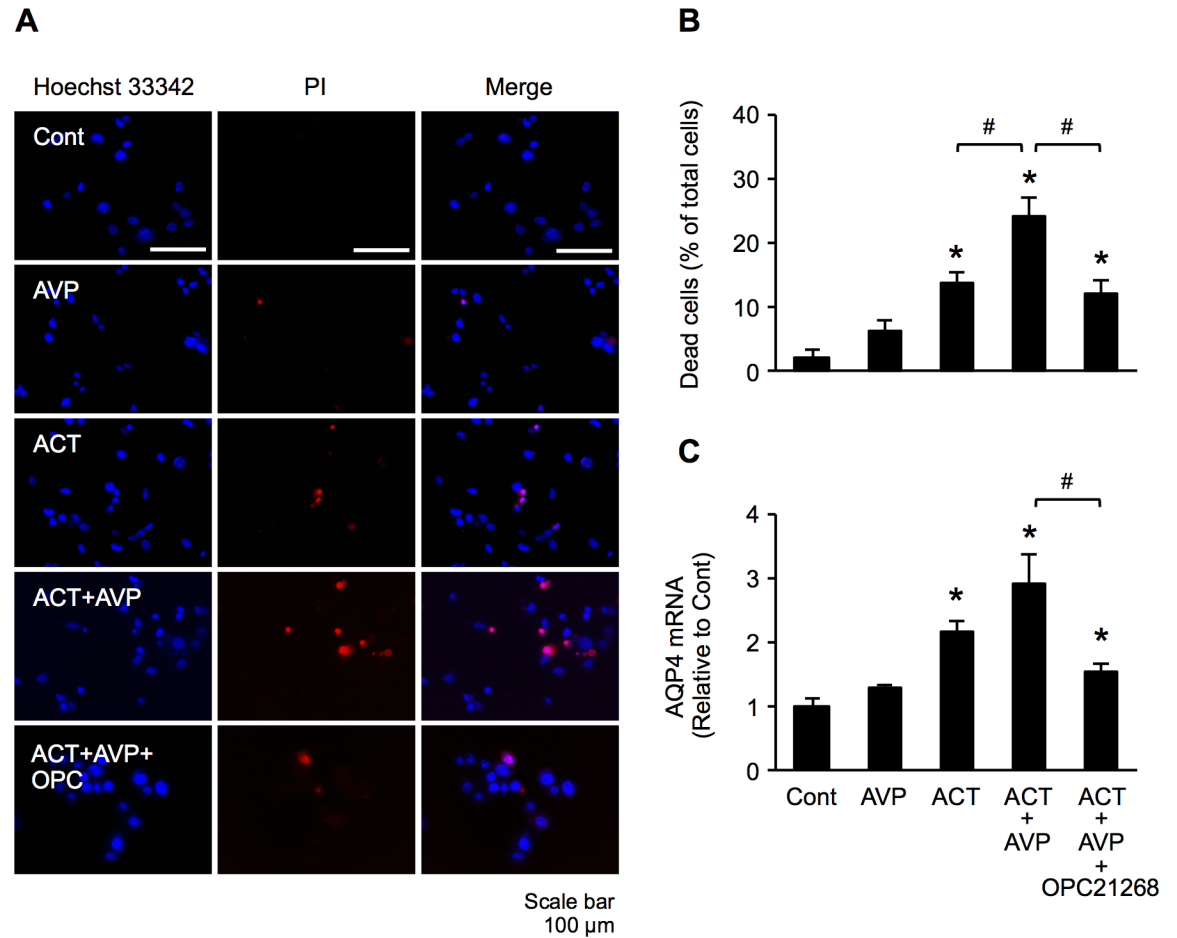 A
Hoechst 33342 PI Merge
Cont
AVP
ACT
ACT+AVP
ACT+AVP+
OPC
Scale bar
100 µm
B
Dead cells (% of total cells)
40
30
20
10
0
# #
*
*
*
C
AQP4 mRNA
(Relative to Cont)
4
3
2
1
0
#
*
*
*
Cont AVP ACT ACT ACT
+ +
AVP AVP
+
OPC21268